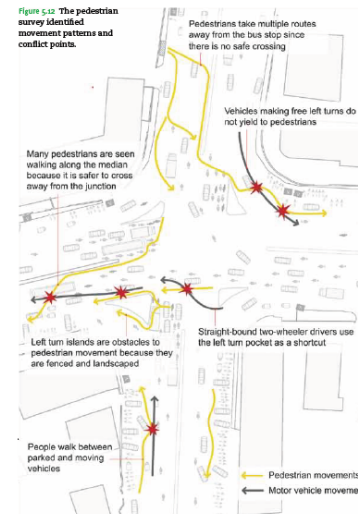 Figure 5.12 The pedestrian
survey identified
movement patterns and
conflict points.
Pedestrians take multiple routes
away from the bus stop since
there is no safe crossing
Vehicles making free left turns do
not yield to pedestrians
Many pedestrians are seen
walking along the median
because it is safer to cross
away from the junction
Left turn islands are obstacles to
pedestrian movement because they
are fenced and landscaped
Straight-bound two-wheeler drivers use
the left turn pocket as a shortcut
People walk between
parked and moving
vehicles
Pedestrian movements
Motor vehicle moveme